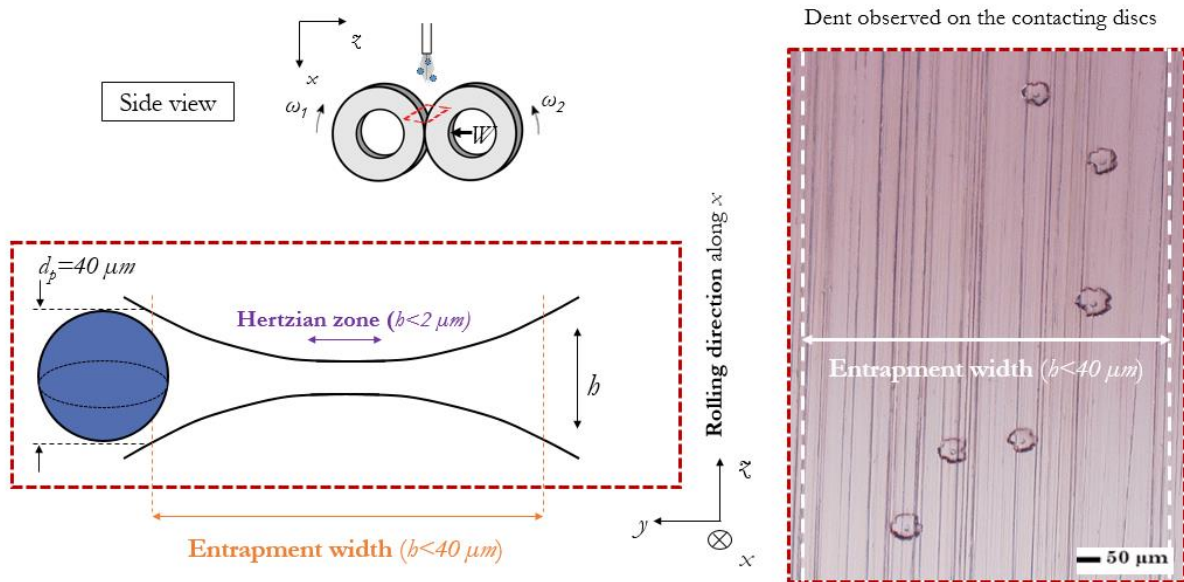 Dent observed on the contacting discs
z
x
Side view
ω1
ω2
W
dp=40 μm
Hertzian zone (h<2 μm)
h
Rolling direction along x
z
y
x
Entrapment width (h<40 μm)
Entrapment width (h<40 μm)
50 μm